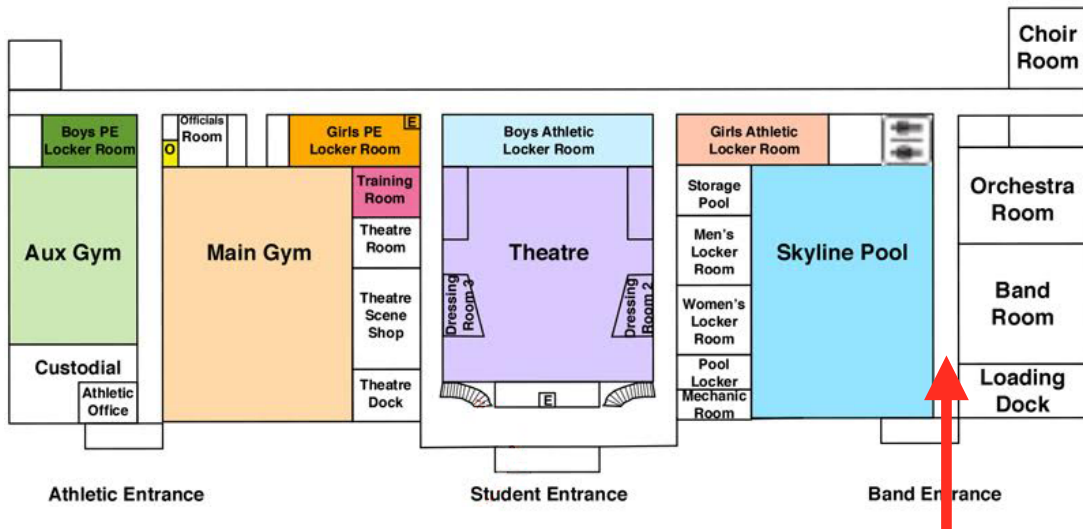 Choir
Room
Boys PE
Locker Room
O
Officials
Room
Girls PE
Locker Room
E
Boys Athletic
Locker Room
Girls Athletic
Locker Room
Aux Gym
Main Gym
Training
Room
Theatre
Room
Theatre
Scene
Shop
Theatre
Dock
Theatre
Dressing
Room 3
Dressing
Room 2
E
Storage
Pool
Men's
Locker
Room
Women's
Locker
Room
Pool
Locker
Mechanic
Room
Skyline Pool
Orchestra
Room
Band
Room
Loading
Dock
Custodial
Athletic
Office
Athletic Entrance
Student Entrance
Band Entrance